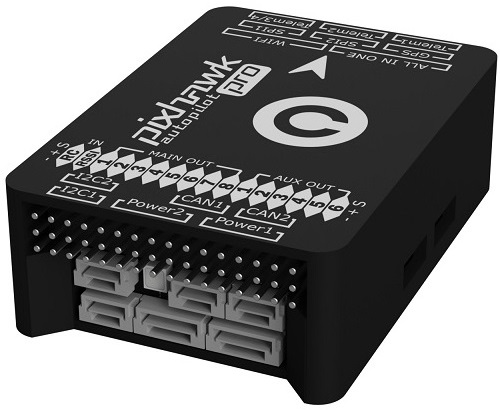 Telem3/4
SPI1
WIFI
Telem2
SPI2
Telem1
GPS
ALL IN ONE
pixhawk
autopilot
pro
IN
MAIN OUT
AUX OUT
S
+
-
RC
DSM
1 2 3 4 5 6 7 8 1 2 3 4 5 6
S
+
-
I2C2
CAN1
CAN2
I2C1
Power2
Power1